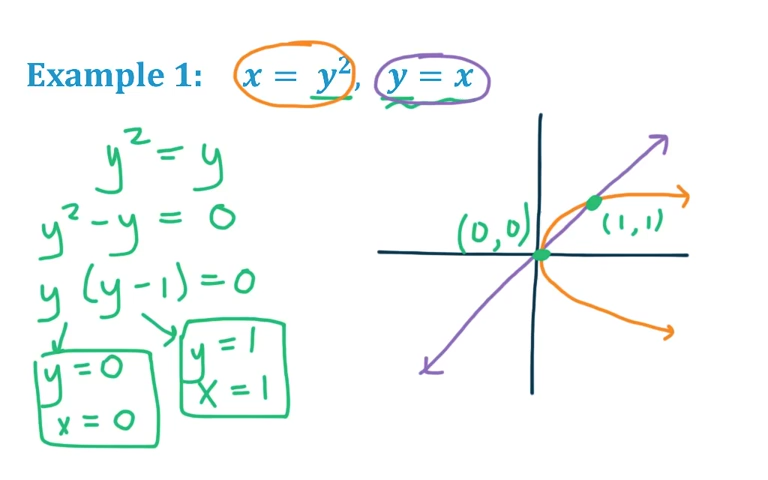 Example 1: x = y², y = x
y² = y
y² - y = 0
y (y - 1) = 0
y = 0
x = 0
y = 1
x = 1
(0,0)
(1,1)